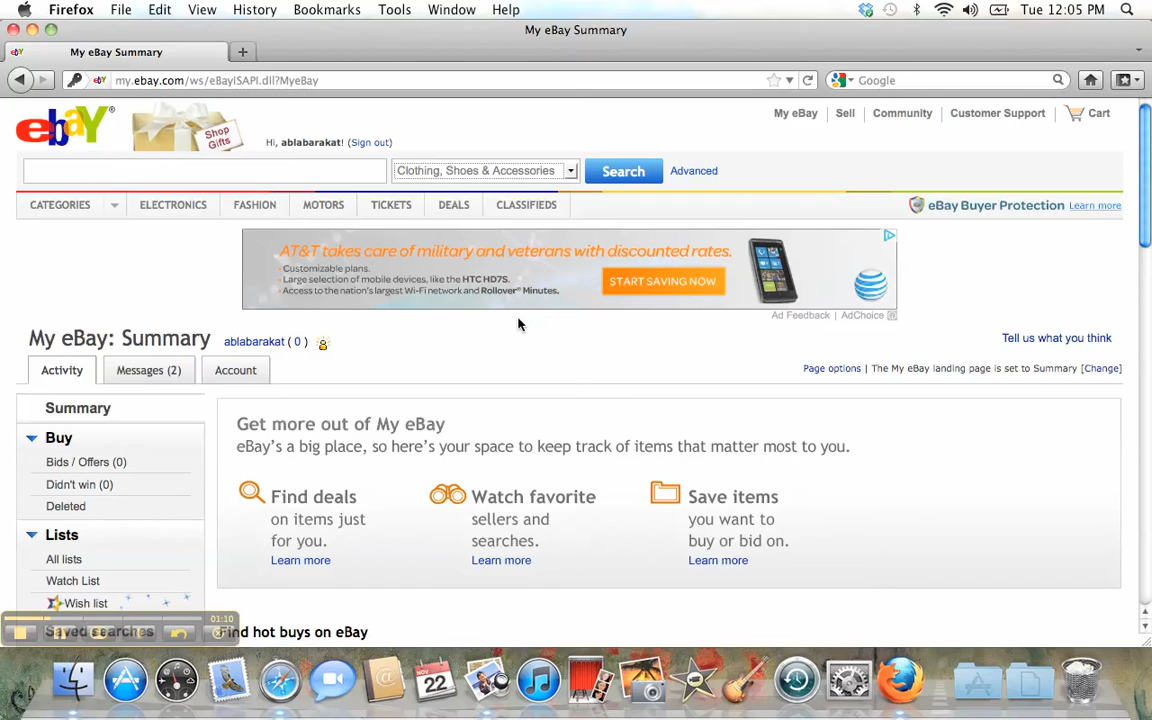 Firefox File Edit View History Bookmarks Tools Window Help Tue 12:05 PM
My eBay Summary
My eBay Summary
my.ebay.com/ws/eBayISAPI.dll?MyeBay
Google
ebay
Shop Gifts
Hi, ablabarakat! (Sign out)
My eBay Sell Community Customer Support Cart
Clothing, Shoes & Accessories Search Advanced
CATEGORIES ELECTRONICS FASHION MOTORS TICKETS DEALS CLASSIFIEDS
eBay Buyer Protection Learn more
AT&T takes care of military and veterans with discounted rates.
• Customizable plans.
• Large selection of mobile devices, like the HTC HD7S.
• Access to the nation's largest Wi-Fi network and Rollover® Minutes.
START SAVING NOW
at&t
Ad Feedback | AdChoice
My eBay: Summary ablabarakat ( 0 )
Tell us what you think
Activity Messages (2) Account
Page options | The My eBay landing page is set to Summary [Change]
Summary
Buy
Bids / Offers (0)
Didn't win (0)
Deleted
Lists
All lists
Watch List
Wish list
Saved searches
01:10
Get more out of My eBay
eBay's a big place, so here's your space to keep track of items that matter most to you.
Find deals
on items just
for you.
Learn more
Watch favorite
sellers and
searches.
Learn more
Save items
you want to
buy or bid on.
Learn more
Find hot buys on eBay
NOV
22